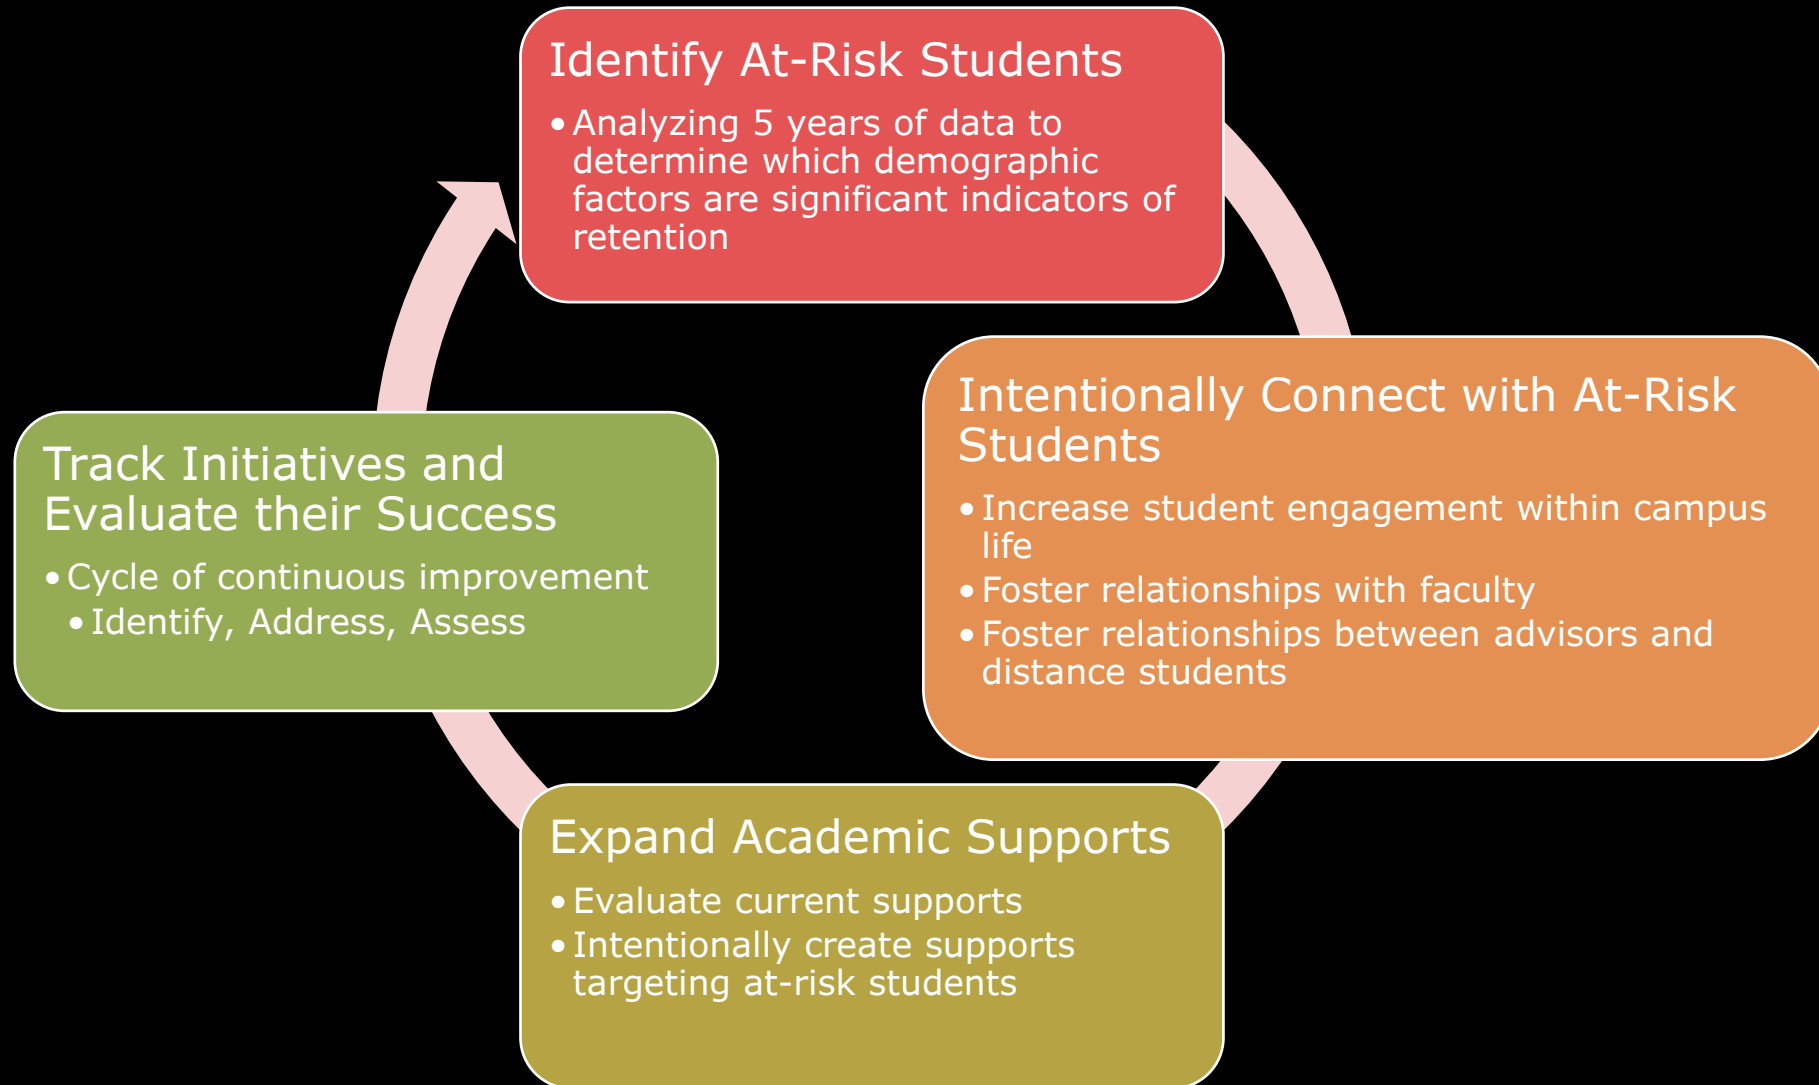 Identify At-Risk Students
•Analyzing 5 years of data to
determine which demographic
factors are significant indicators of
retention
Intentionally Connect with At-Risk
Students
•Increase student engagement within campus
life
•Foster relationships with faculty
•Foster relationships between advisors and
distance students
Expand Academic Supports
•Evaluate current supports
•Intentionally create supports
targeting at-risk students
Track Initiatives and
Evaluate their Success
•Cycle of continuous improvement
•Identify, Address, Assess